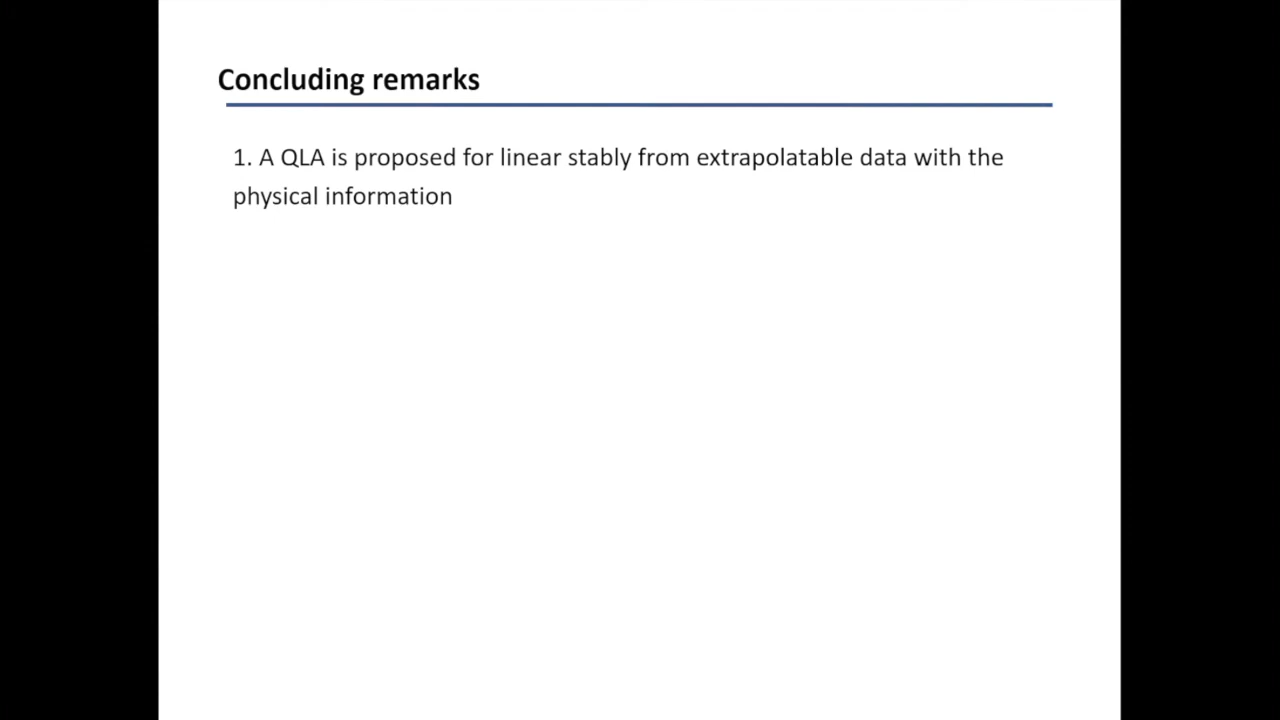 Concluding remarks
1. A QLA is proposed for linear stably from extrapolatable data with the
physical information